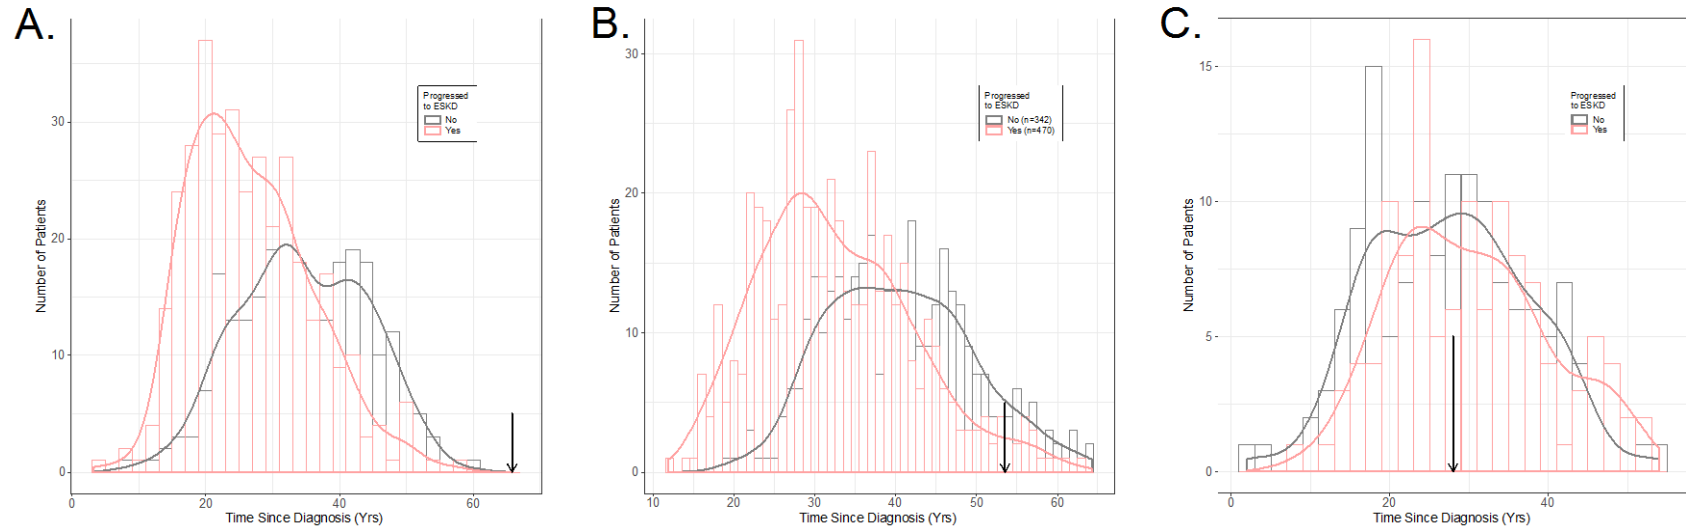 A.
Number of Patients
30
20
10
0
0
20
40
60
Time Since Diagnosis (Yrs)
Progressed
to ESKD
No
Yes
B.
Number of Patients
30
20
10
0
10
20
30
40
50
60
Time Since Diagnosis (Yrs)
Progressed
to ESKD
No (n=342)
Yes (n=470)
C.
Number of Patients
15
10
5
0
0
20
40
Time Since Diagnosis (Yrs)
Progressed
to ESKD
No
Yes